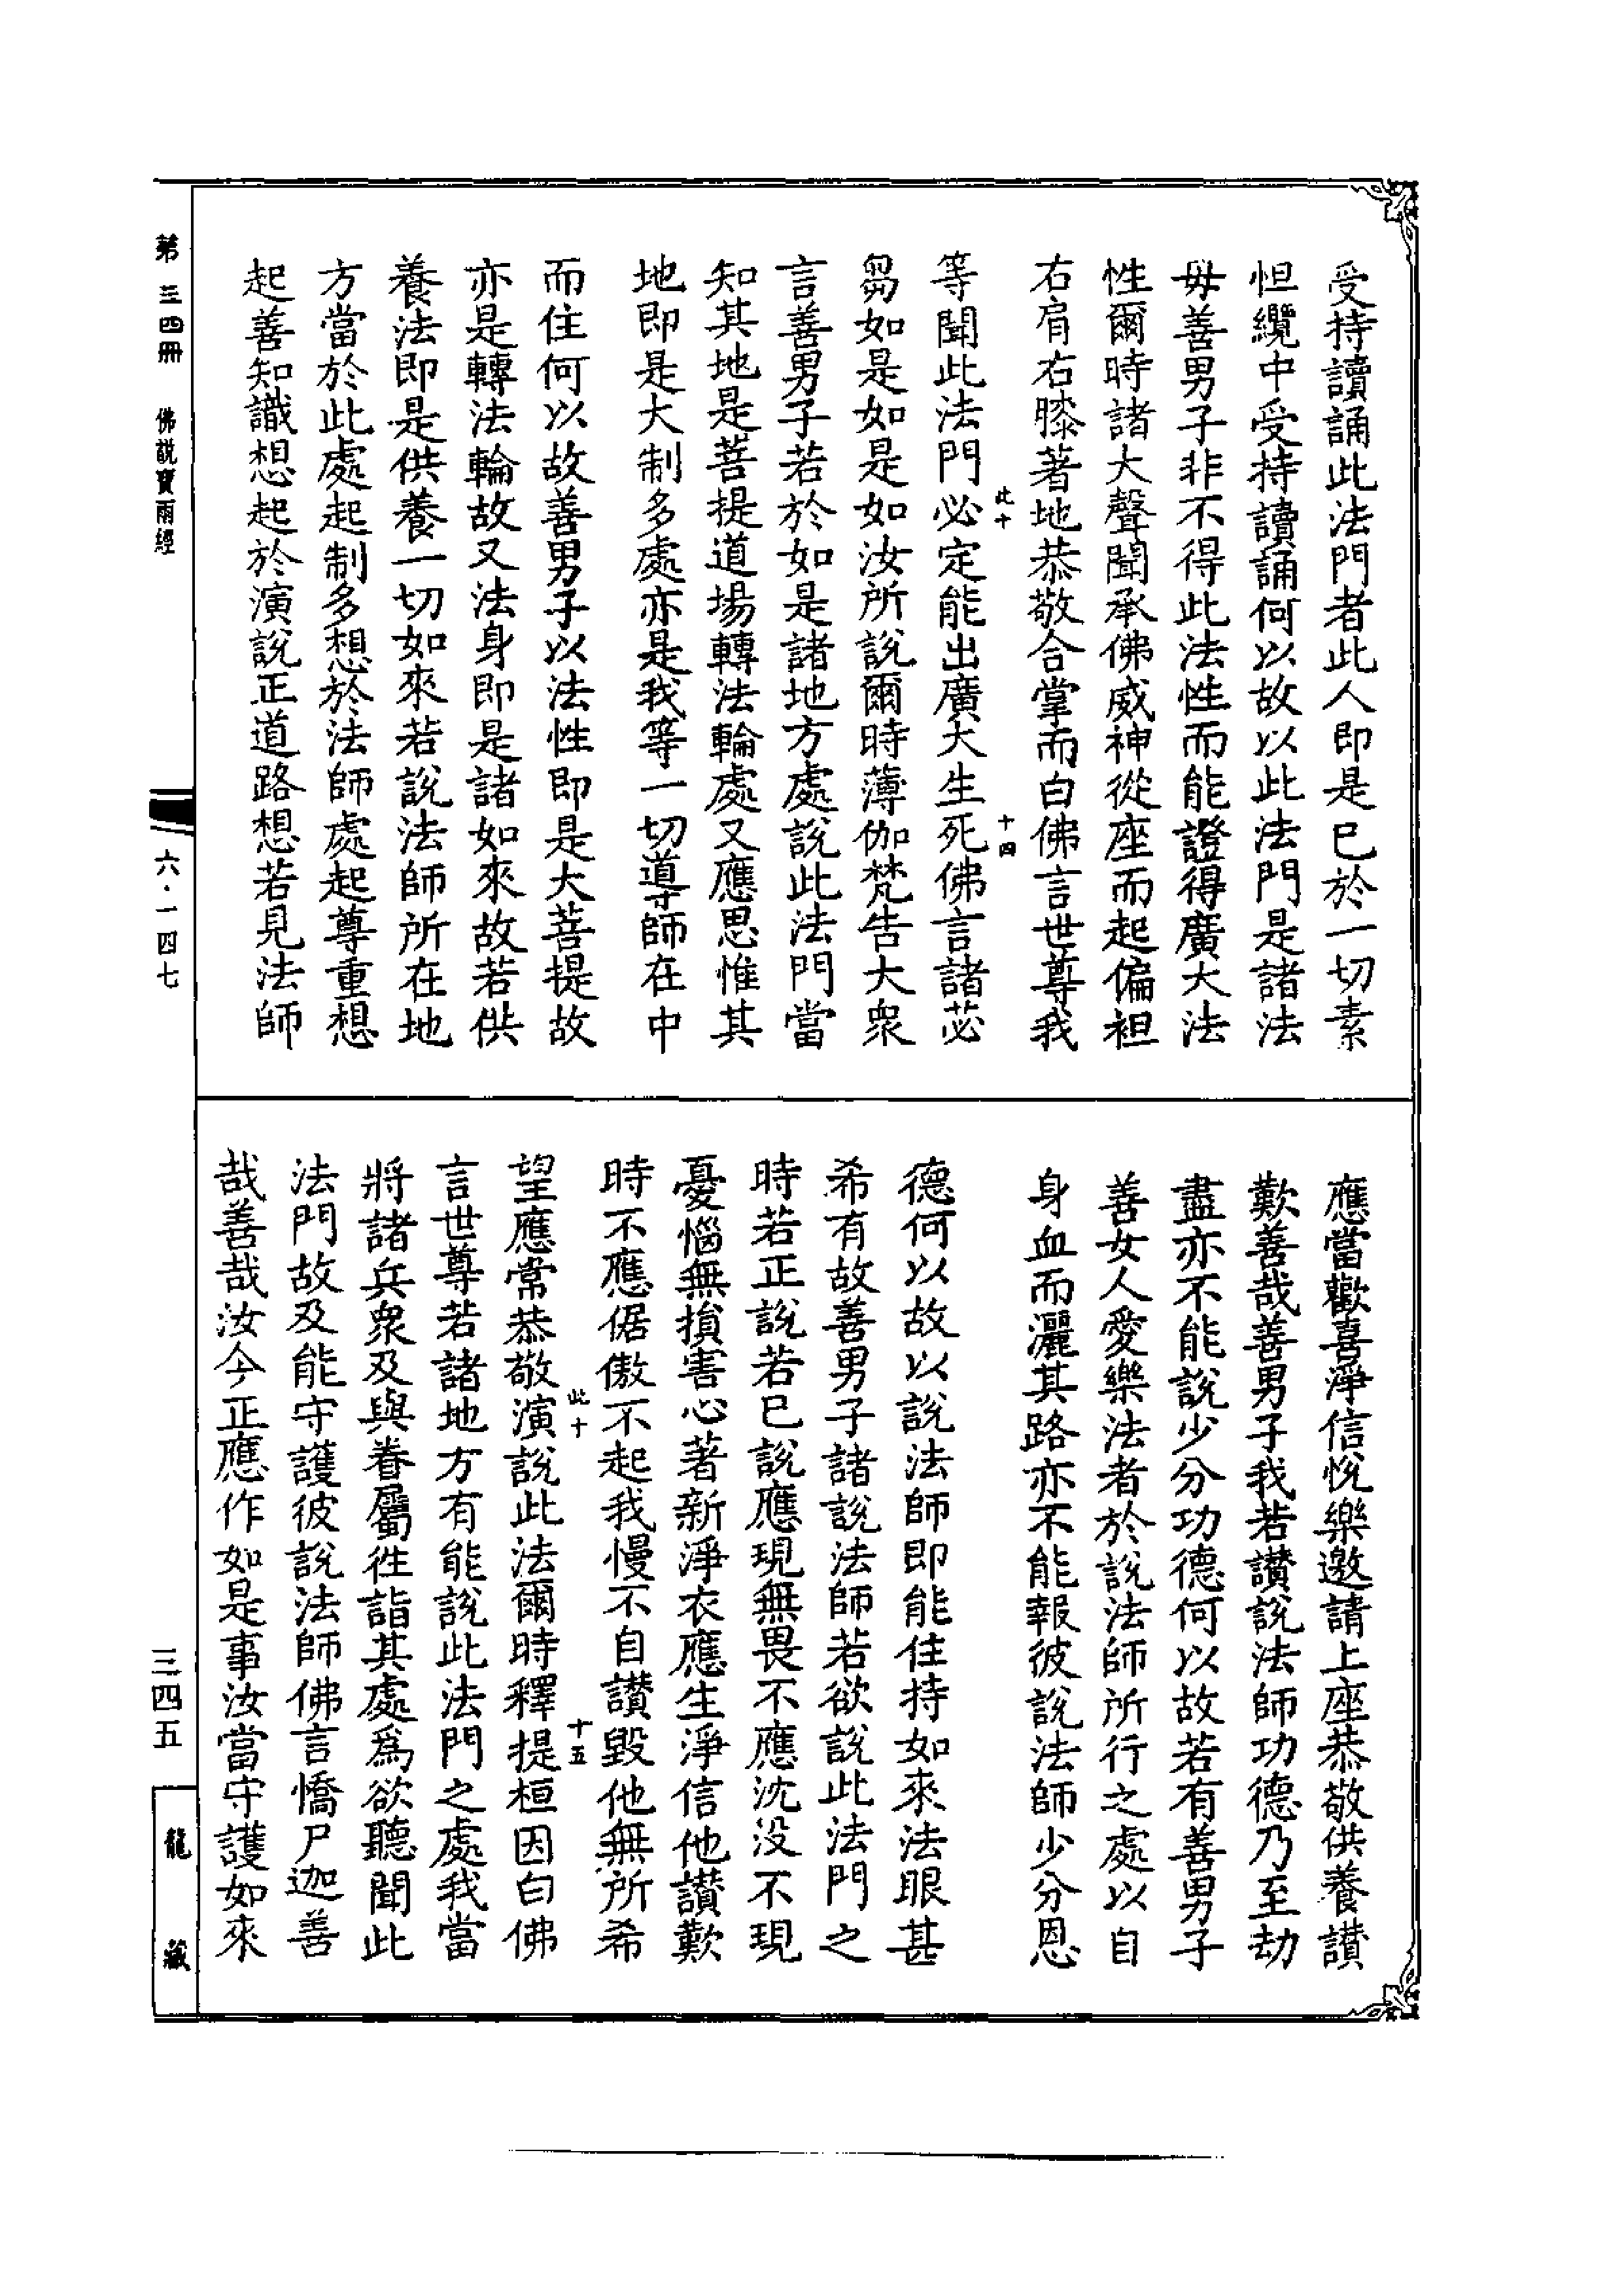 受持讀誦此法門者此人即是已於一切素
怛纜中受持讀誦何以故以此法門是諸法
毋善男子非不得此法性而能證得廣大法
性爾時諸大聲聞承佛威神從座而起偏袒
右肩右膝著地恭敬合掌而白佛言世尊我
此十
十四
等聞此法門必定能出廣大生死佛言諸苾
芻如是如是如汝所說爾時薄伽梵告大衆
言善男子若於如是諸地方處說此法門當
知其地是菩提道場轉法輪處又應思惟其
地即是大制多處亦是我等一切導師在中
而住何以故善男子以法性即是大菩提故
亦是轉法輪故又法身即是諸如來故若供
養法即是供養一切如來若說法師所在地
方當於此處起制多想於法師處起尊重想
起善知識想起於演說正道路想若見法師
應當歡喜淨信悅樂邀請上座恭敬供養讃
歎善哉善男子我若讃說法師功德乃至劫
盡亦不能說少分功德何以故若有善男子
善女人愛樂法者於說法師所行之處以自
身血而灑其路亦不能報彼說法師少分恩
德何以故以說法師即能住持如來法眼甚
希有故善男子諸說法師若欲說此法門之
時若正說若已說應現無畏不應沈没不現
憂惱無損害心著新淨衣應生淨信他讃歎
時不應倨傲不起我慢不自讃毀他無所希
此十
十五
望應常恭敬演說此法爾時釋提桓因白佛
言世尊若諸地方有能說此法門之處我當
將諸兵衆及與眷屬徃詣其處爲欲聽聞此
法門故及能守護彼說法師佛言憍尸迦善
哉善哉汝今正應作如是事汝當守護如來
第三四冊 佛説寶雨經
六·一四七
三四五
龍藏